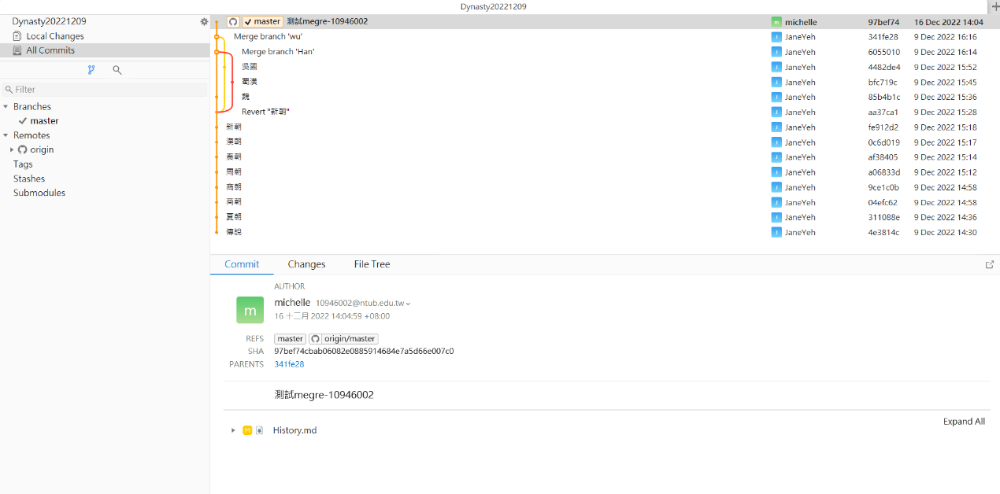 Dynasty20221209
Dynasty20221209
Local Changes
All Commits
Filter
Branches
master
Remotes
origin
Tags
Stashes
Submodules
master 測試megre-10946002 m michelle 97bef74 16 Dec 2022 14:04
Merge branch 'wu' J JaneYeh 341fe28 9 Dec 2022 16:16
Merge branch 'Han' J JaneYeh 6055010 9 Dec 2022 16:14
吳國 J JaneYeh 4482de4 9 Dec 2022 15:52
蜀漢 J JaneYeh bfc719c 9 Dec 2022 15:45
魏 J JaneYeh 85b4b1c 9 Dec 2022 15:36
Revert "新朝" J JaneYeh aa37ca1 9 Dec 2022 15:28
新朝 J JaneYeh fe912d2 9 Dec 2022 15:18
漢朝 J JaneYeh 0c6d019 9 Dec 2022 15:17
秦朝 J JaneYeh af38405 9 Dec 2022 15:14
周朝 J JaneYeh a06833d 9 Dec 2022 15:12
商朝 J JaneYeh 9ce1c0b 9 Dec 2022 14:58
商朝 J JaneYeh 04efc62 9 Dec 2022 14:58
夏朝 J JaneYeh 311088e 9 Dec 2022 14:36
傳說 J JaneYeh 4e3814c 9 Dec 2022 14:30
Commit Changes File Tree
AUTHOR
m michelle 10946002@ntub.edu.tw
16 十二月 2022 14:04:59 +08:00
REFS master origin/master
SHA 97bef74cbab06082e0885914684e7a5d66e007c0
PARENTS 341fe28
測試megre-10946002
Expand All
M History.md